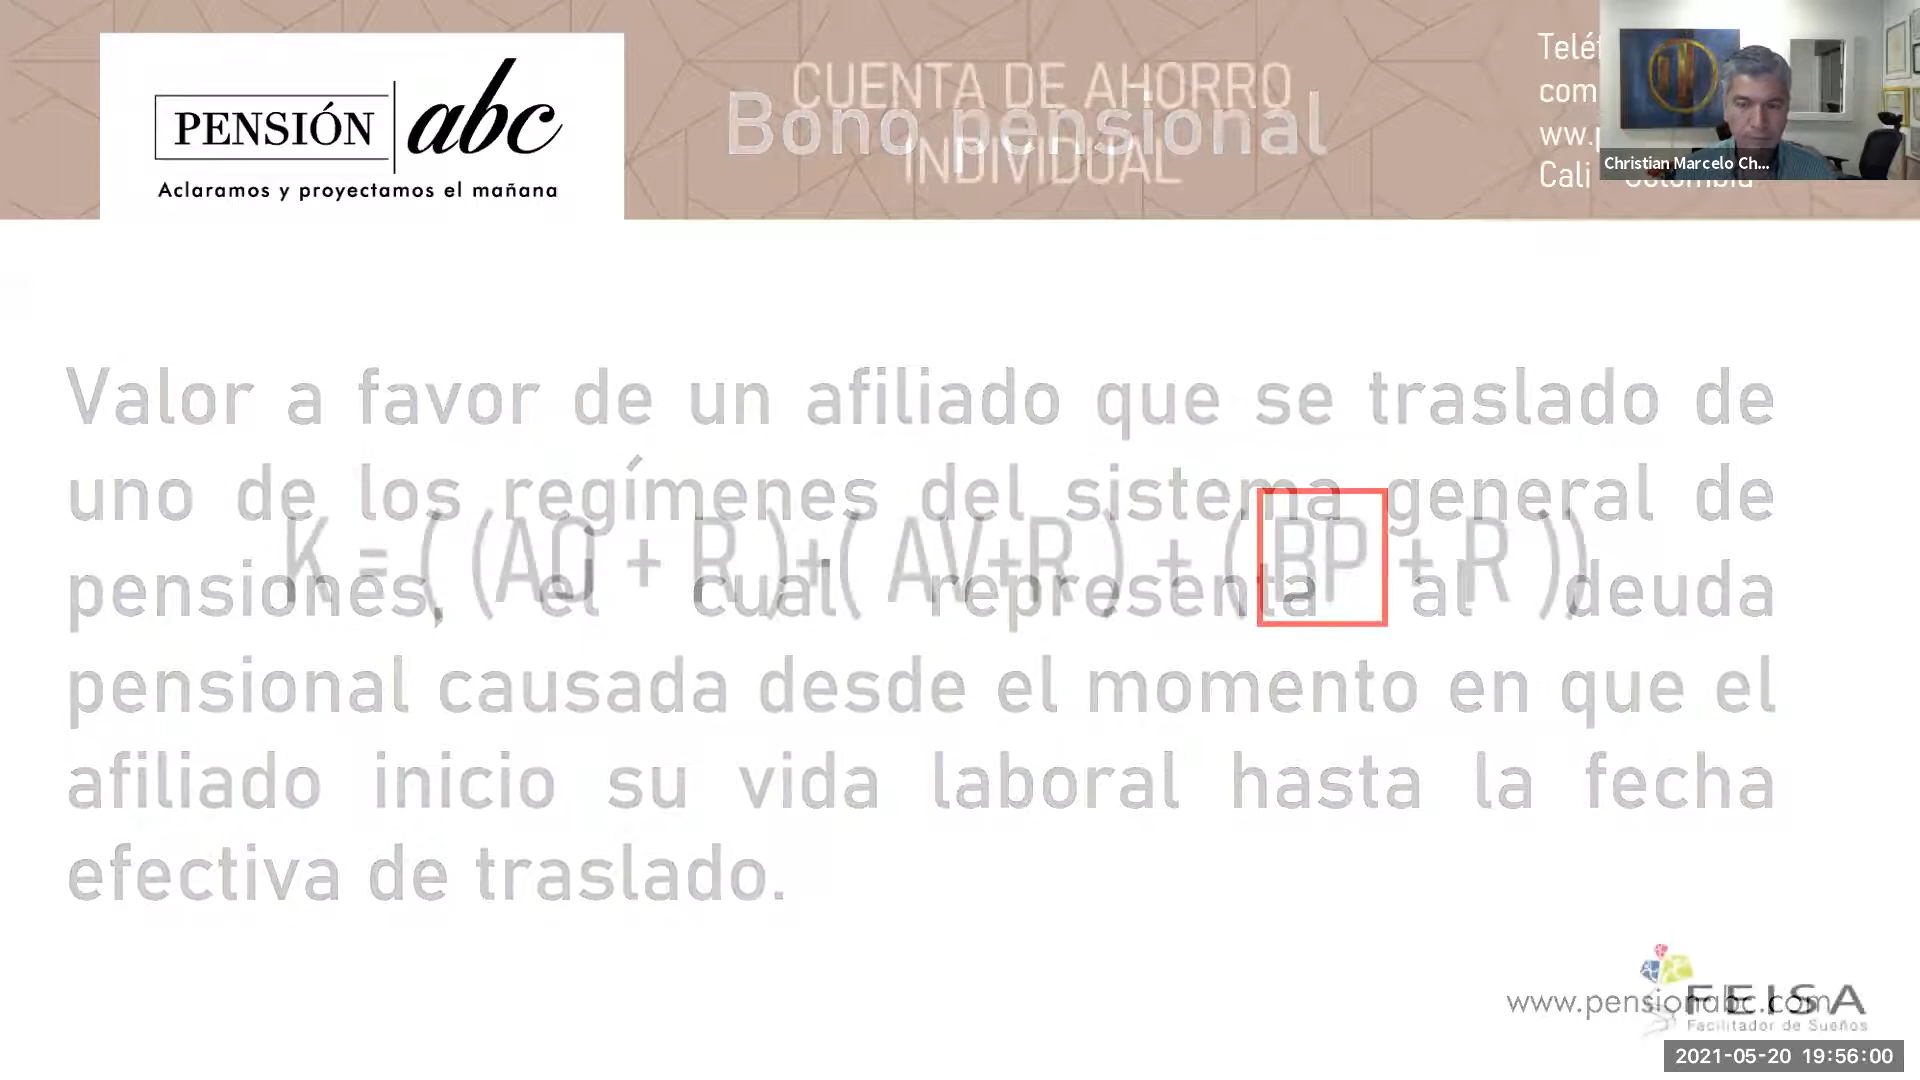 PENSIÓN abc
Aclaramos y proyectamos el mañana
CUENTA DE AHORRO
INDIVIDUAL
Bono pensional
Cali
Christian Marcelo Ch...
Valor a favor de un afiliado que se traslado de
uno de los regímenes del sistema general de
pensiones, el cual representa al deuda
pensional causada desde el momento en que el
afiliado inicio su vida laboral hasta la fecha
efectiva de traslado.
K = ( (AO + R )+( AV+R ) + ( BP + R ))
www.pensionabc.com
FEISA
Facilitador de Sueños
2021-05-20 19:56:00